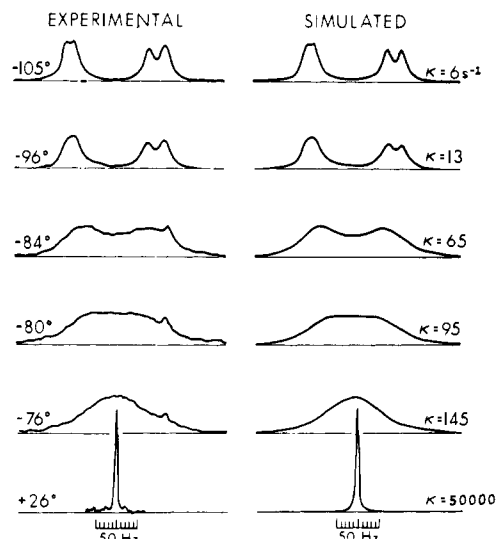 EXPERIMENTAL SIMULATED
-105° κ=6s⁻¹
-96° κ=13
-84° κ=65
-80° κ=95
-76° κ=145
+26° κ=50000
50 Hz 50 Hz